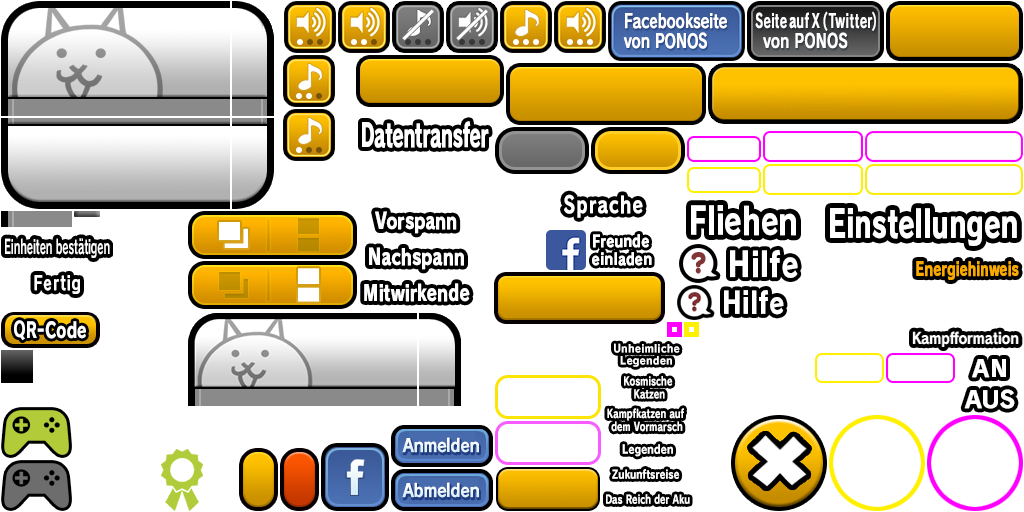 Facebookseite
von PONOS
Seite auf X (Twitter)
von PONOS
Datentransfer
Sprache
Fliehen
Einstellungen
Vorspann
Einheiten bestätigen
Freunde
einladen
Nachspann
Hilfe
Energiehinweis
Fertig
Mitwirkende
Hilfe
QR-Code
Kampfformation
Unheimliche
Legenden
AN
Kosmische
Katzen
AUS
Kampfkatzen auf
dem Vormarsch
Anmelden
Legenden
Zukunftsreise
Abmelden
Das Reich der Aku